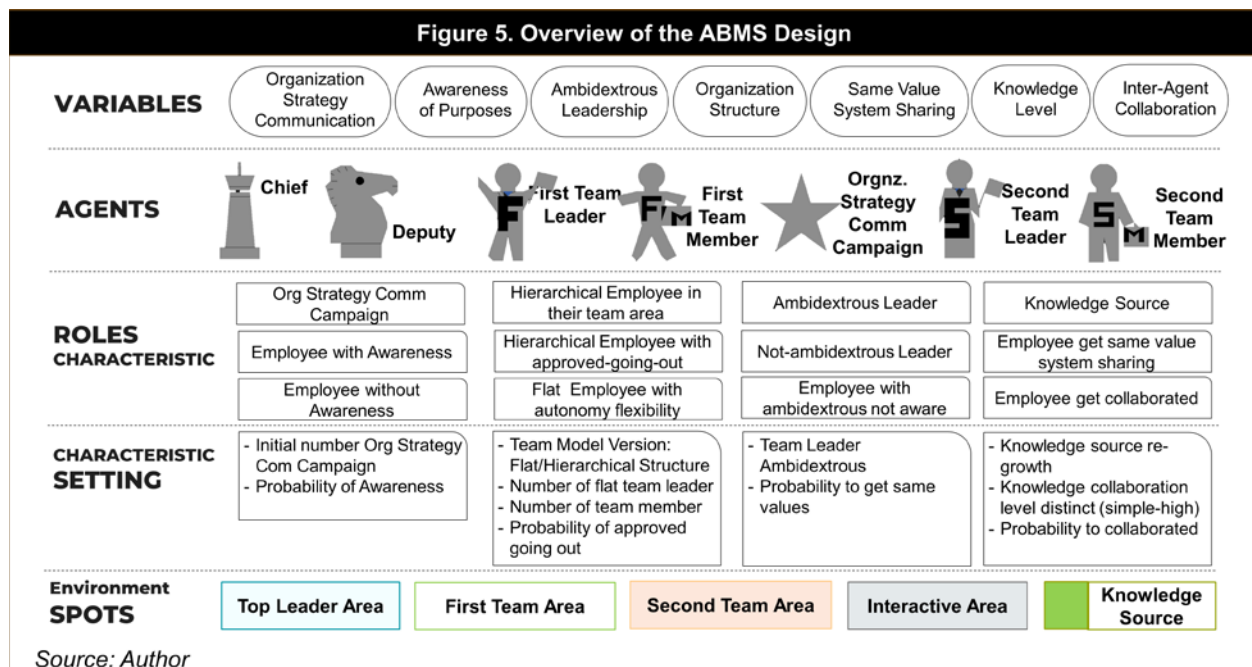 Figure 5. Overview of the ABMS Design
VARIABLES
Organization
Strategy
Communication
Awareness
of Purposes
Ambidextrous
Leadership
Organization
Structure
Same Value
System Sharing
Knowledge
Level
Inter-Agent
Collaboration
AGENTS
Chief
Deputy
F
First Team
Leader
F/
M
First
Team
Member
Orgnz.
Strategy
Comm
Campaign
S
Second
Team
Leader
S
M
Second
Team
Member
ROLES
CHARACTERISTIC
Org Strategy Comm
Campaign
Employee with Awareness
Employee without
Awareness
Hierarchical Employee in
their team area
Hierarchical Employee with
approved-going-out
Flat Employee with
autonomy flexibility
Ambidextrous Leader
Not-ambidextrous Leader
Employee with
ambidextrous not aware
Knowledge Source
Employee get same value
system sharing
Employee get collaborated
CHARACTERISTIC
SETTING
- Initial number Org Strategy
Com Campaign
- Probability of Awareness
- Team Model Version:
Flat/Hierarchical Structure
- Number of flat team leader
- Number of team member
- Probability of approved
going out
- Team Leader
Ambidextrous
- Probability to get same
values
- Knowledge source re-
growth
- Knowledge collaboration
level distinct (simple-high)
- Probability to collaborated
Environment
SPOTS
Top Leader Area
First Team Area
Second Team Area
Interactive Area
Knowledge
Source
Source: Author